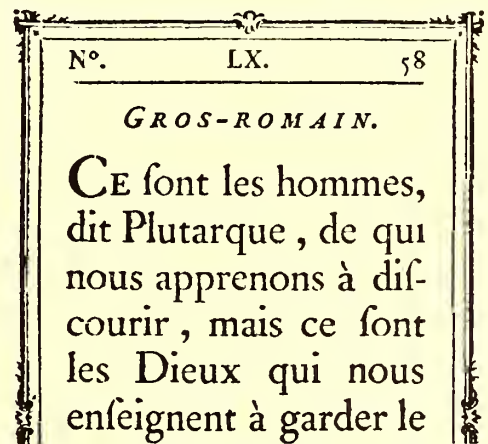 N°. LX. 58
GROS-ROMAIN.
CE ſont les hommes,
dit Plutarque , de qui
nous apprenons à diſ-
courir , mais ce ſont
les Dieux qui nous
enſeignent à garder le